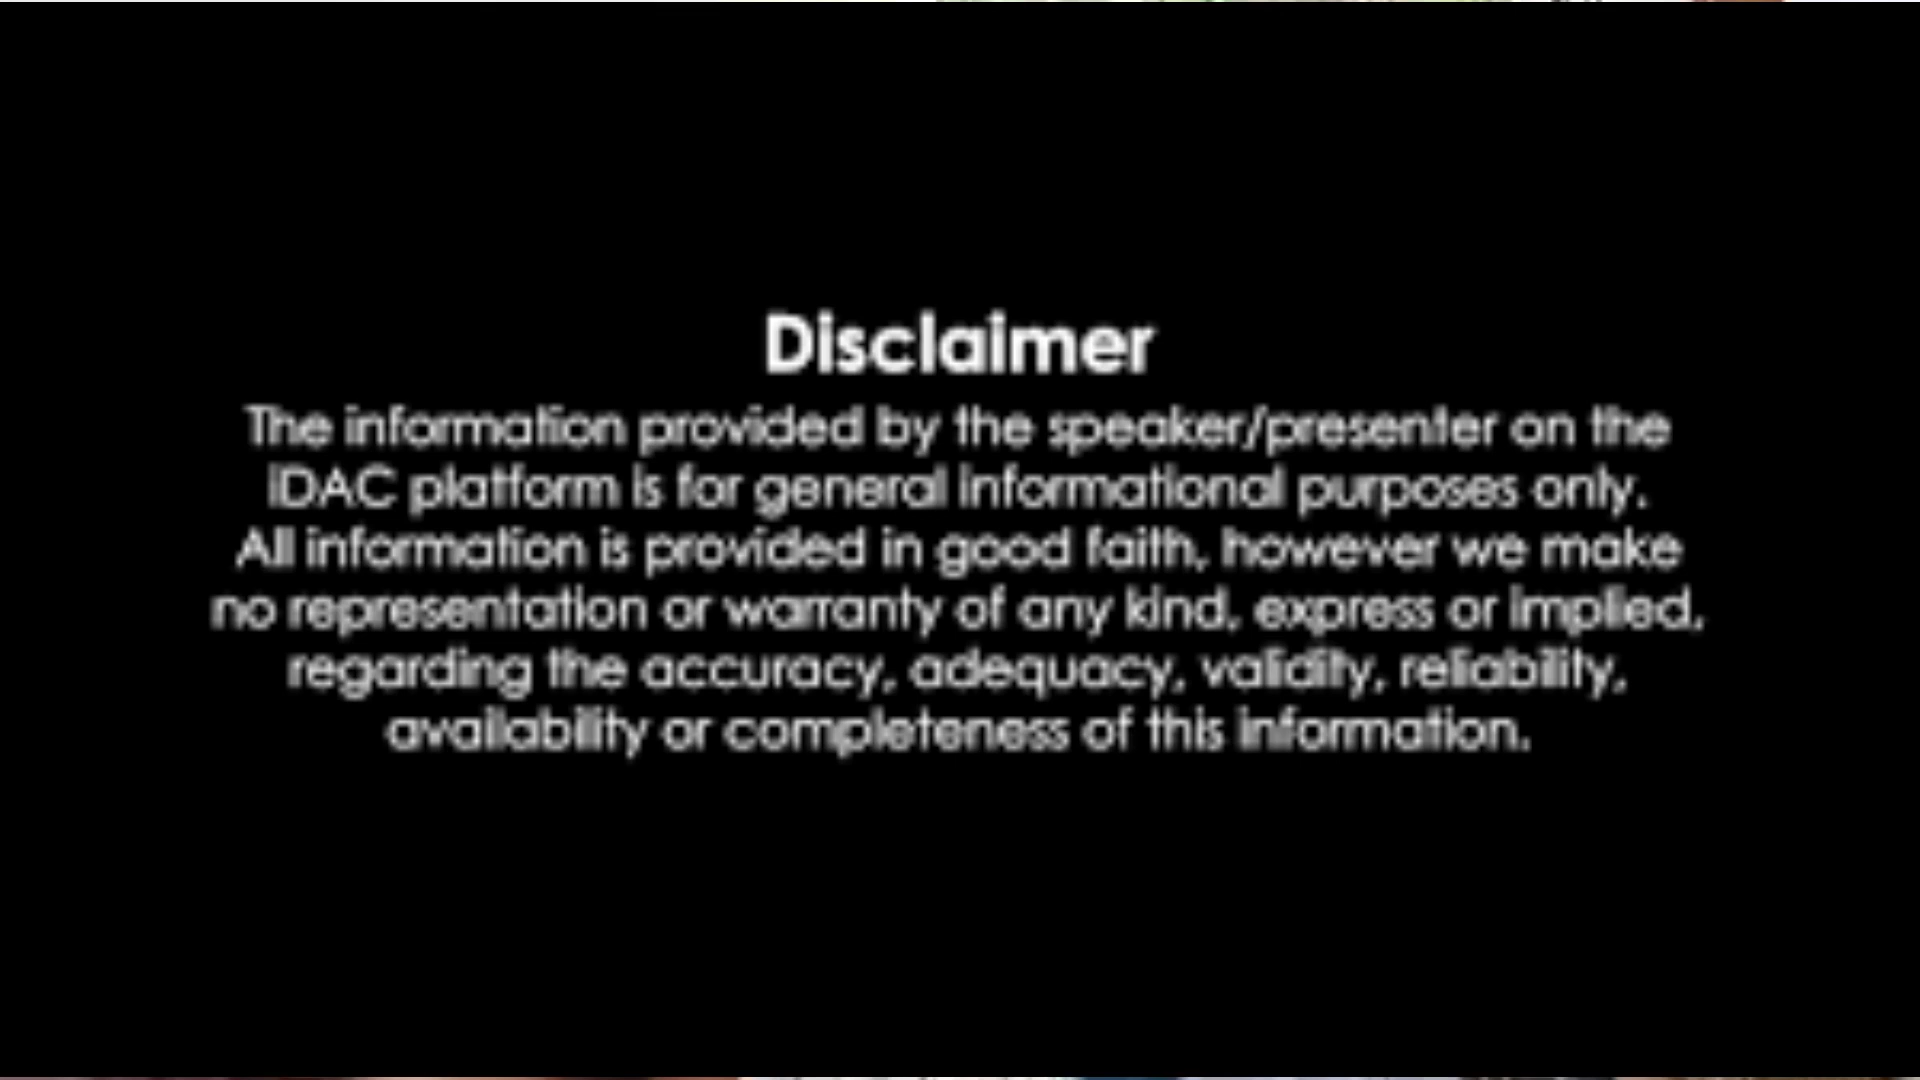 Disclaimer
The information provided by the speaker/presenter on the
iDAC platform is for general informational purposes only.
All information is provided in good faith, however we make
no representation or warranty of any kind, express or implied,
regarding the accuracy, adequacy, validity, reliability,
availability or completeness of this information.